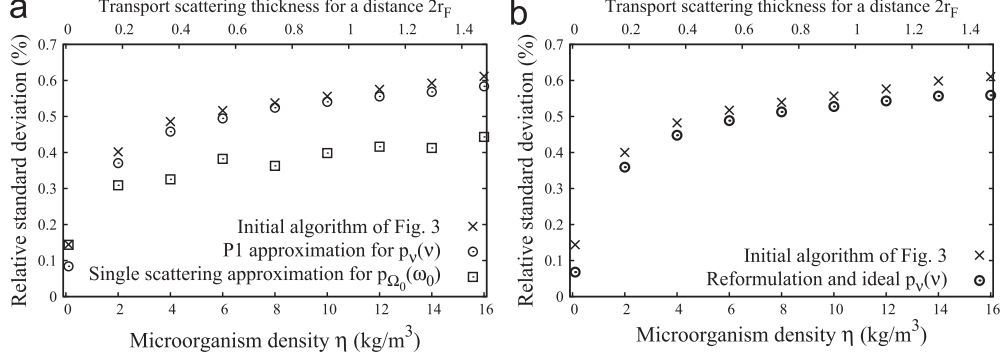 a
Transport scattering thickness for a distance 2r_F
0 0.2 0.4 0.6 0.8 1 1.2 1.4
Relative standard deviation (%)
0.7
0.6
0.5
0.4
0.3
0.2
0.1
0
Initial algorithm of Fig. 3
P1 approximation for p_ν(ν)
Single scattering approximation for p_Ω₀(ω₀)
0 2 4 6 8 10 12 14 16
Microorganism density η (kg/m³)
b
Transport scattering thickness for a distance 2r_F
0 0.2 0.4 0.6 0.8 1 1.2 1.4
Relative standard deviation (%)
0.7
0.6
0.5
0.4
0.3
0.2
0.1
0
Initial algorithm of Fig. 3
Reformulation and ideal p_ν(ν)
0 2 4 6 8 10 12 14 16
Microorganism density η (kg/m³)